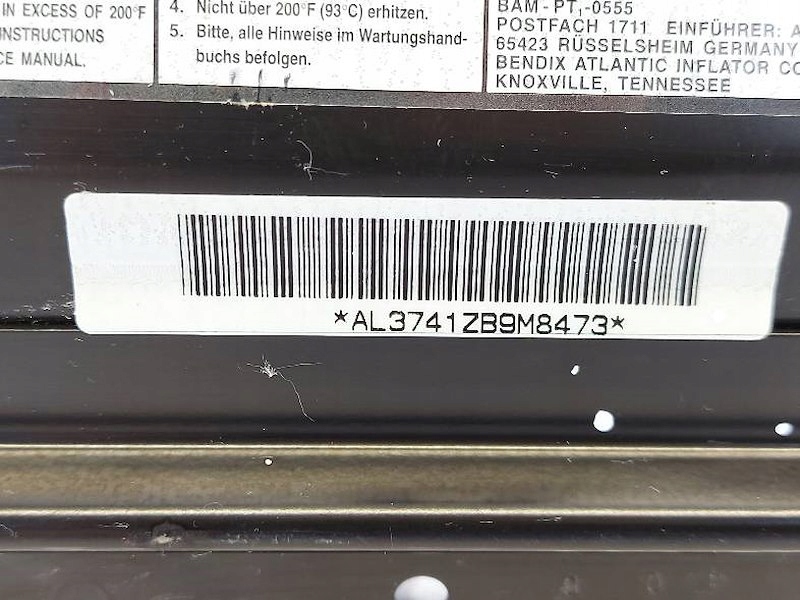 IN EXCESS OF 200°F
INSTRUCTIONS
CE MANUAL.
4. Nicht über 200°F (93°C) erhitzen.
5. Bitte, alle Hinweise im Wartungshand-
buchs befolgen.
BAM-PT,-0555
POSTFACH 1711 EINFÜHRER: A
65423 RÜSSELSHEIM GERMANY
BENDIX ATLANTIC INFLATOR CO
KNOXVILLE, TENNESSEE
*AL3741ZB9M8473*